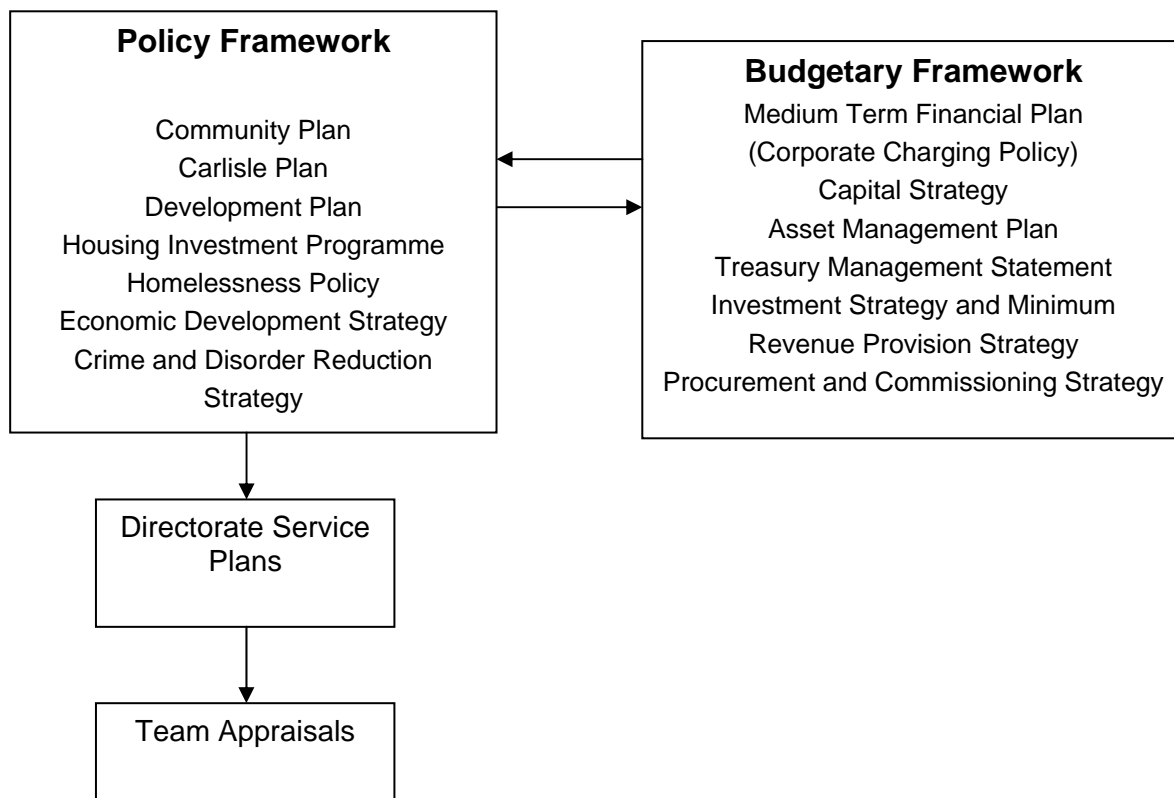 Policy Framework
Community Plan
Carlisle Plan
Development Plan
Housing Investment Programme
Homelessness Policy
Economic Development Strategy
Crime and Disorder Reduction
Strategy
Budgetary Framework
Medium Term Financial Plan
(Corporate Charging Policy)
Capital Strategy
Asset Management Plan
Treasury Management Statement
Investment Strategy and Minimum
Revenue Provision Strategy
Procurement and Commissioning Strategy
Directorate Service
Plans
Team Appraisals